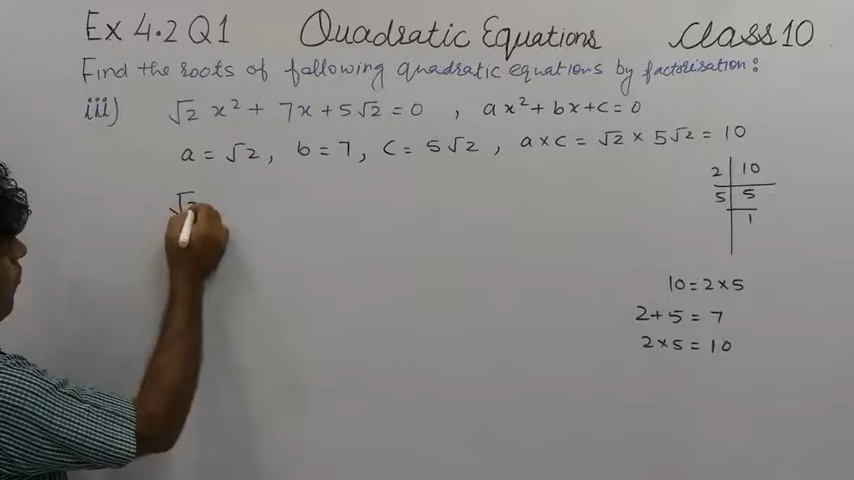 Ex 4.2 Q1 Quadratic Equations Class 10
Find the roots of following quadratic equations by factorisation:
iii) √2 x² + 7x + 5√2 = 0 , ax² + bx + c = 0
a = √2, b = 7, c = 5√2 , a×c = √2 × 5√2 = 10
2 | 10
5 | 5
| 1
√2
10 = 2×5
2+5 = 7
2×5 = 10